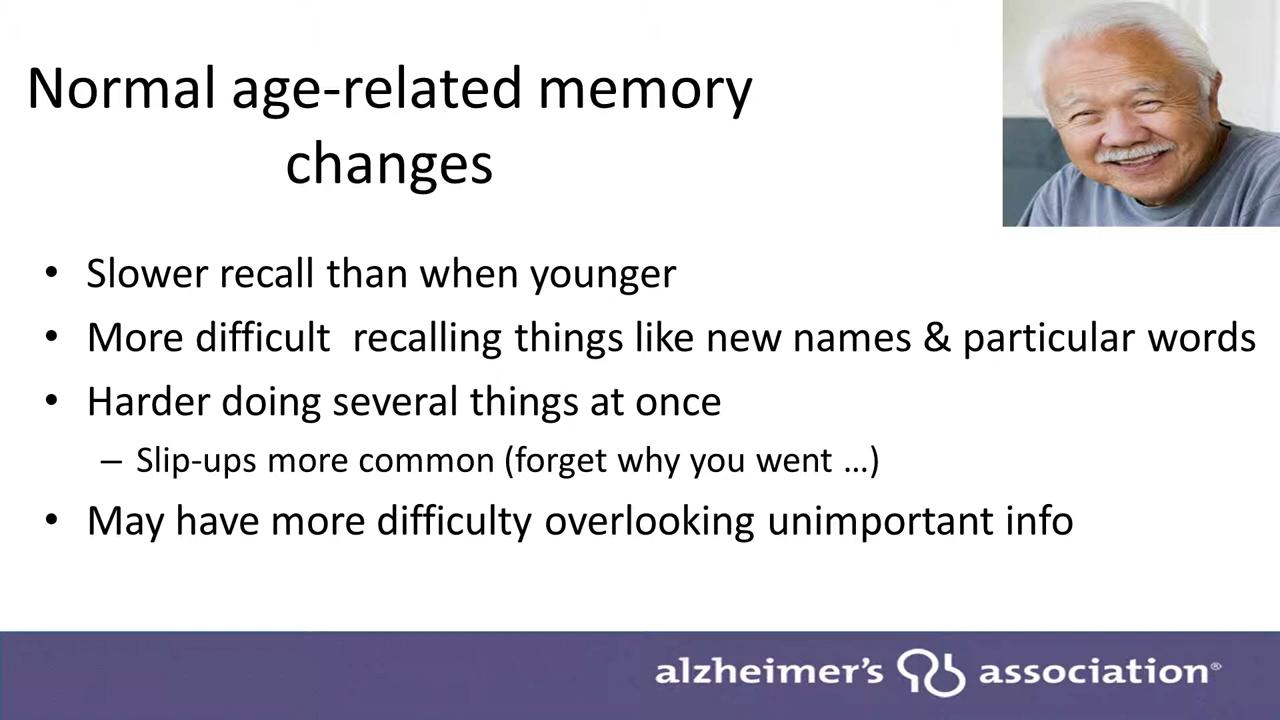 Normal age-related memory
changes
• Slower recall than when younger
• More difficult  recalling things like new names & particular words
• Harder doing several things at once
– Slip-ups more common (forget why you went …)
• May have more difficulty overlooking unimportant info
alzheimer's association®